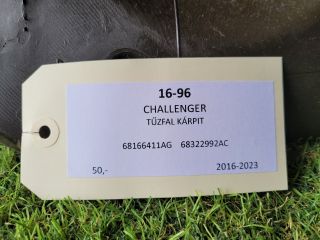 16-96
CHALLENGER
TŰZFAL KÁRPIT
68166411AG 68322992AC
50,- 2016-2023